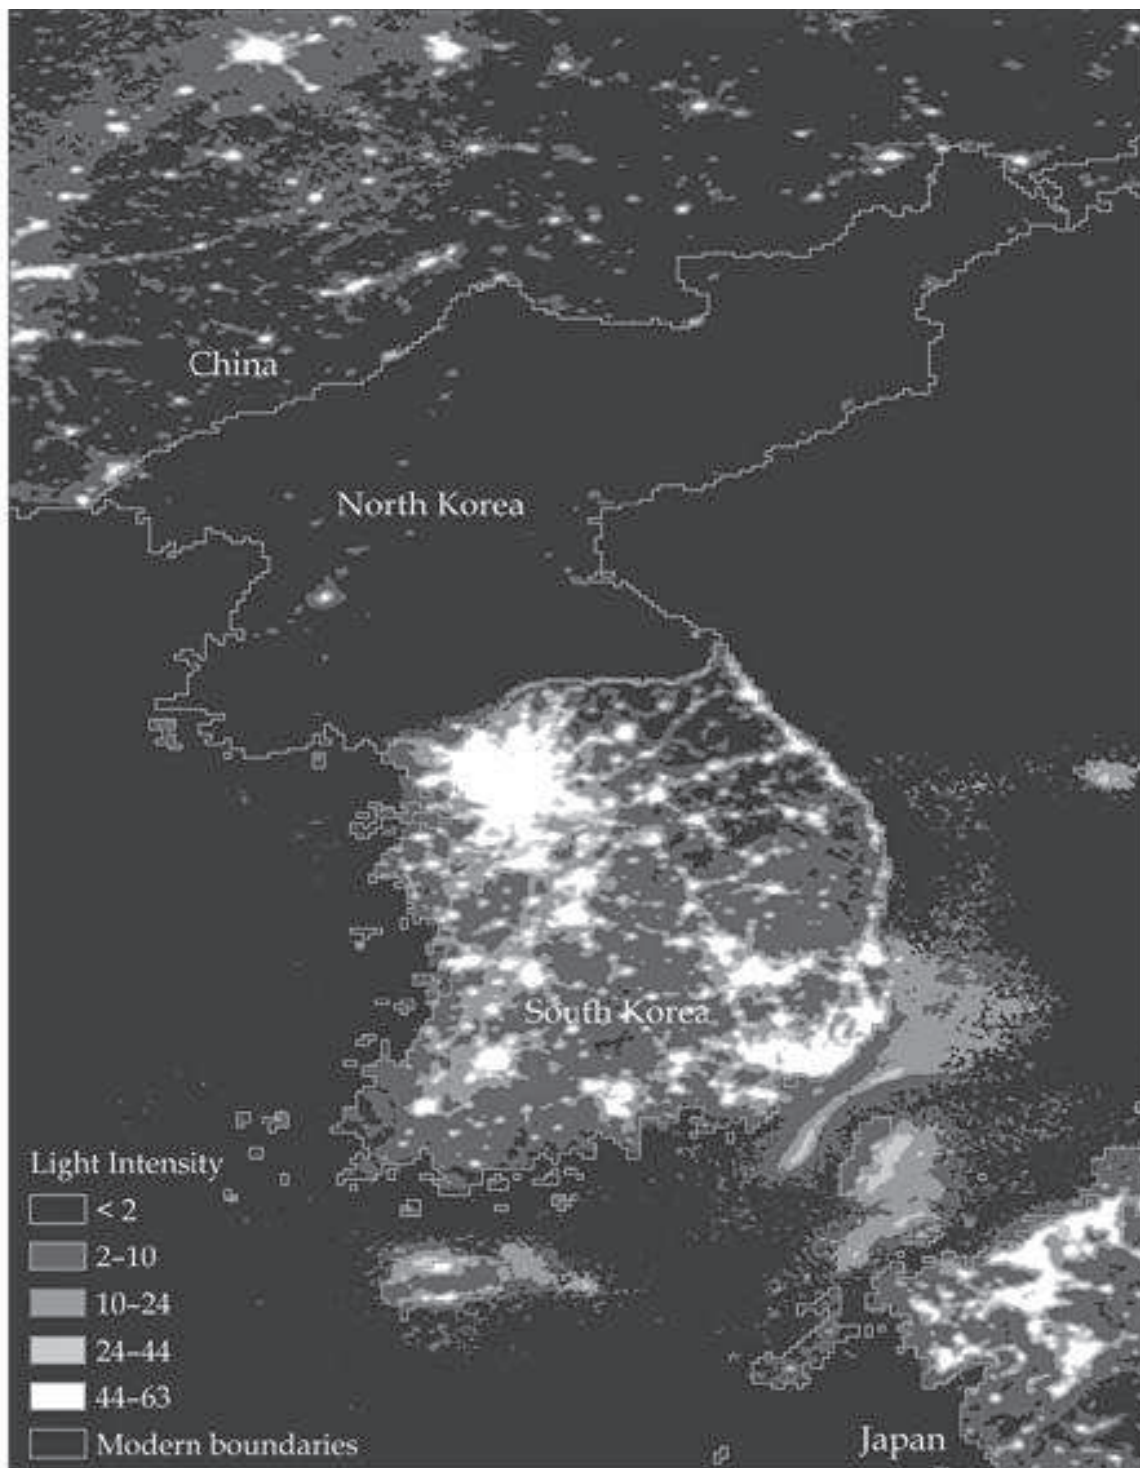 China
North Korea
South Korea
Light Intensity
< 2
2–10
10–24
24–44
44–63
Modern boundaries
Japan